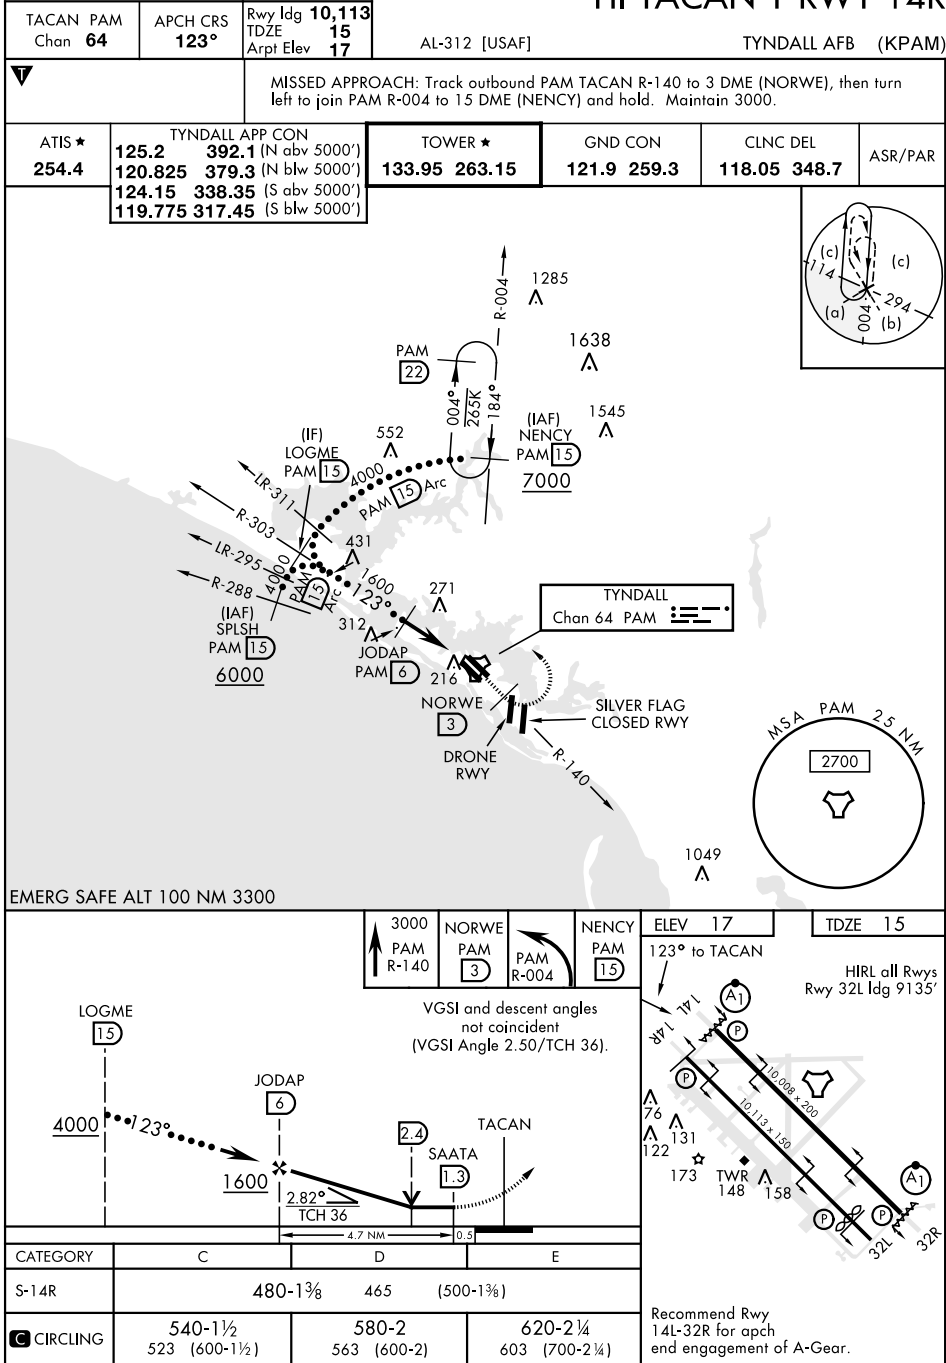 HI-TACAN Y RWY 14R
TACAN PAM
Chan 64
APCH CRS
123°
Rwy ldg 10,113
TDZE 15
Arpt Elev 17
AL-312 [USAF]
TYNDALL AFB (KPAM)
T
MISSED APPROACH: Track outbound PAM TACAN R-140 to 3 DME (NORWE), then turn
left to join PAM R-004 to 15 DME (NENCY) and hold. Maintain 3000.
ATIS ★
254.4
TYNDALL APP CON
125.2 392.1 (N abv 5000')
120.825 379.3 (N blw 5000')
124.15 338.35 (S abv 5000')
119.775 317.45 (S blw 5000')
TOWER ★
133.95 263.15
GND CON
121.9 259.3
CLNC DEL
118.05 348.7
ASR/PAR
(c)
(c)
114
294
(a)
004
(b)
R-004
1285
1638
PAM
22
004°
265K
184°
1545
(IAF)
NENCY
PAM 15
7000
(IF)
LOGME
PAM 15
552
4000
PAM 15 Arc
LR-311
R-303
LR-295
R-288
431
4000
PAM 15 Arc
1600
123°
(IAF)
SPLSH
PAM 15
6000
271
312
JODAP
PAM 6
216
TYNDALL
Chan 64 PAM
NORWE
3
SILVER FLAG
CLOSED RWY
DRONE
RWY
R-140
MSA PAM 25 NM
2700
1049
EMERG SAFE ALT 100 NM 3300
3000
PAM
R-140
NORWE
PAM
3
PAM
R-004
NENCY
PAM
15
VGSI and descent angles
not coincident
(VGSI Angle 2.50/TCH 36).
LOGME
15
4000
123°
JODAP
6
1600
2.82°
TCH 36
2.4
SAATA
1.3
TACAN
4.7 NM
0.5
ELEV 17
TDZE 15
123° to TACAN
HIRL all Rwys
Rwy 32L ldg 9135'
A1
14L
14R
P
P
10,008 x 200
10,113 x 150
76
122
131
173
TWR
148
158
A1
P
P
32L
32R
Recommend Rwy
14L-32R for apch
end engagement of A-Gear.
CATEGORY C D E
S-14R 480-1⅜ 465 (500-1⅜)
C CIRCLING
540-1½
523 (600-1½)
580-2
563 (600-2)
620-2¼
603 (700-2¼)